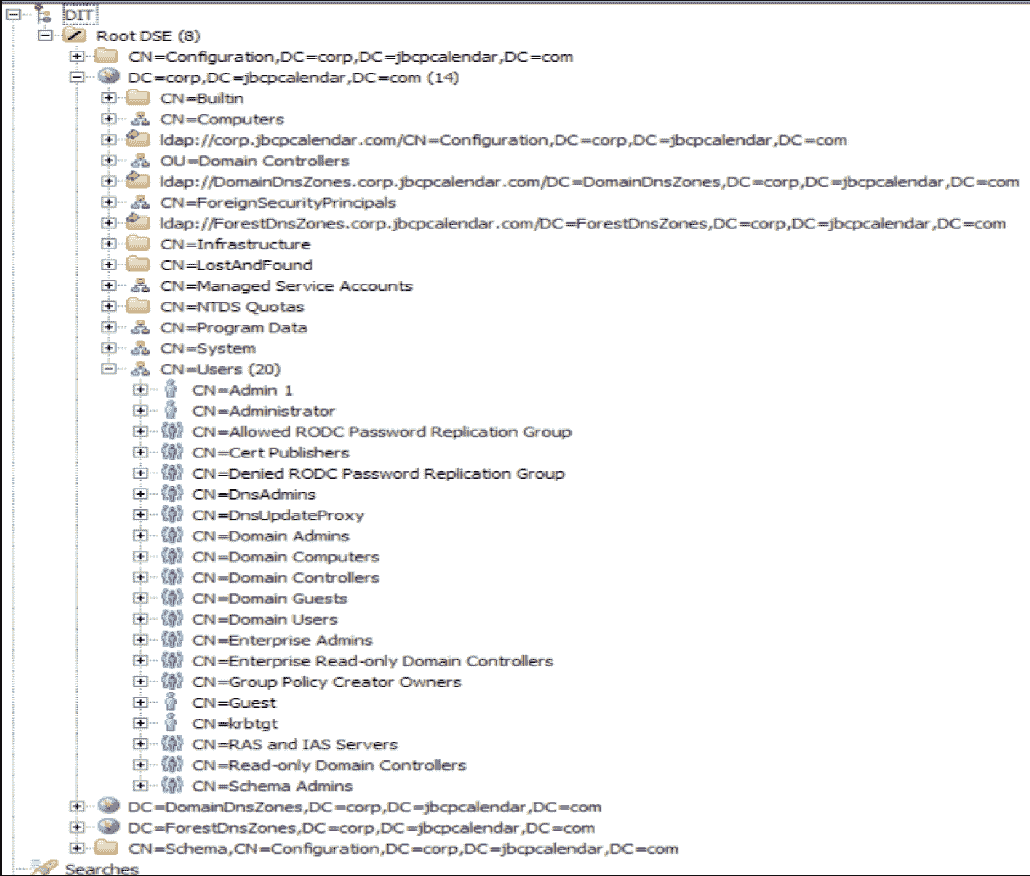 DIT
Root DSE (8)
CN=Configuration,DC=corp,DC=jbcpcalendar,DC=com
DC=corp,DC=jbcpcalendar,DC=com (14)
CN=Builtin
CN=Computers
ldap://corp.jbcpcalendar.com/CN=Configuration,DC=corp,DC=jbcpcalendar,DC=com
OU=Domain Controllers
ldap://DomainDnsZones.corp.jbcpcalendar.com/DC=DomainDnsZones,DC=corp,DC=jbcpcalendar,DC=com
CN=ForeignSecurityPrincipals
ldap://ForestDnsZones.corp.jbcpcalendar.com/DC=ForestDnsZones,DC=corp,DC=jbcpcalendar,DC=com
CN=Infrastructure
CN=LostAndFound
CN=Managed Service Accounts
CN=NTDS Quotas
CN=Program Data
CN=System
CN=Users (20)
CN=Admin 1
CN=Administrator
CN=Allowed RODC Password Replication Group
CN=Cert Publishers
CN=Denied RODC Password Replication Group
CN=DnsAdmins
CN=DnsUpdateProxy
CN=Domain Admins
CN=Domain Computers
CN=Domain Controllers
CN=Domain Guests
CN=Domain Users
CN=Enterprise Admins
CN=Enterprise Read-only Domain Controllers
CN=Group Policy Creator Owners
CN=Guest
CN=krbtgt
CN=RAS and IAS Servers
CN=Read-only Domain Controllers
CN=Schema Admins
DC=DomainDnsZones,DC=corp,DC=jbcpcalendar,DC=com
DC=ForestDnsZones,DC=corp,DC=jbcpcalendar,DC=com
CN=Schema,CN=Configuration,DC=corp,DC=jbcpcalendar,DC=com
Searches